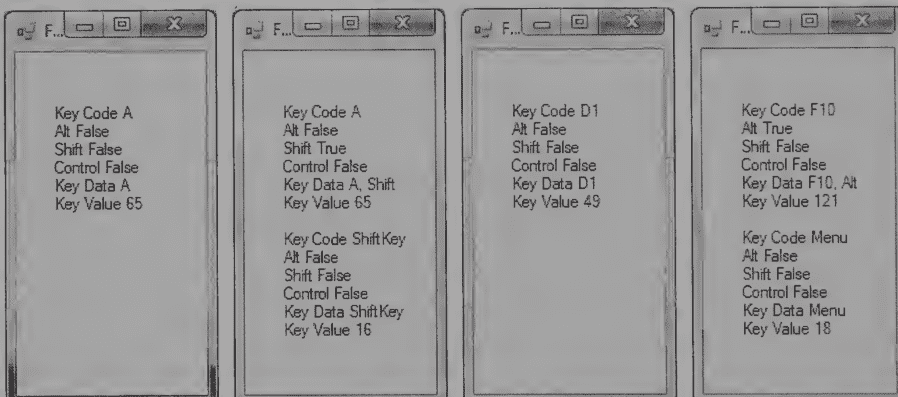 F...
Key Code A
Alt False
Shift False
Control False
Key Data A
Key Value 65
F...
Key Code A
Alt False
Shift True
Control False
Key Data A, Shift
Key Value 65
Key Code ShiftKey
Alt False
Shift False
Control False
Key Data ShiftKey
Key Value 16
F...
Key Code D1
Alt False
Shift False
Control False
Key Data D1
Key Value 49
F...
Key Code F10
Alt True
Shift False
Control False
Key Data F10, Alt
Key Value 121
Key Code Menu
Alt False
Shift False
Control False
Key Data Menu
Key Value 18